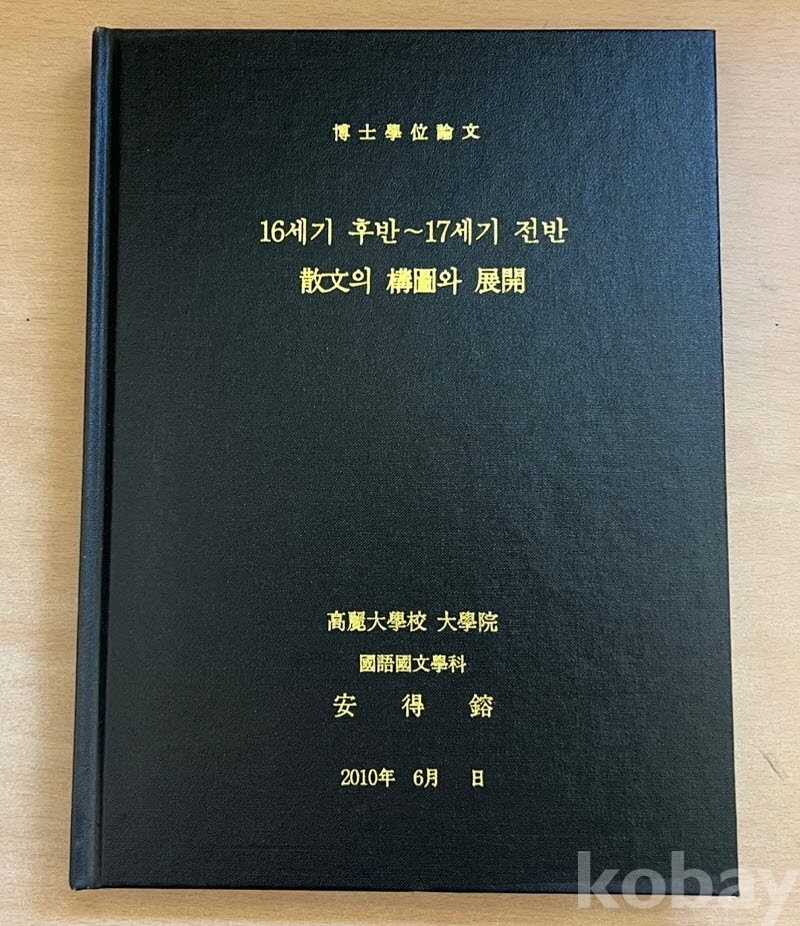 博士學位論文
16세기 후반~17세기 전반
散文의 構圖와 展開
高麗大學校 大學院
國語國文學科
安 得 鎔
2010年 6月 日
kobay